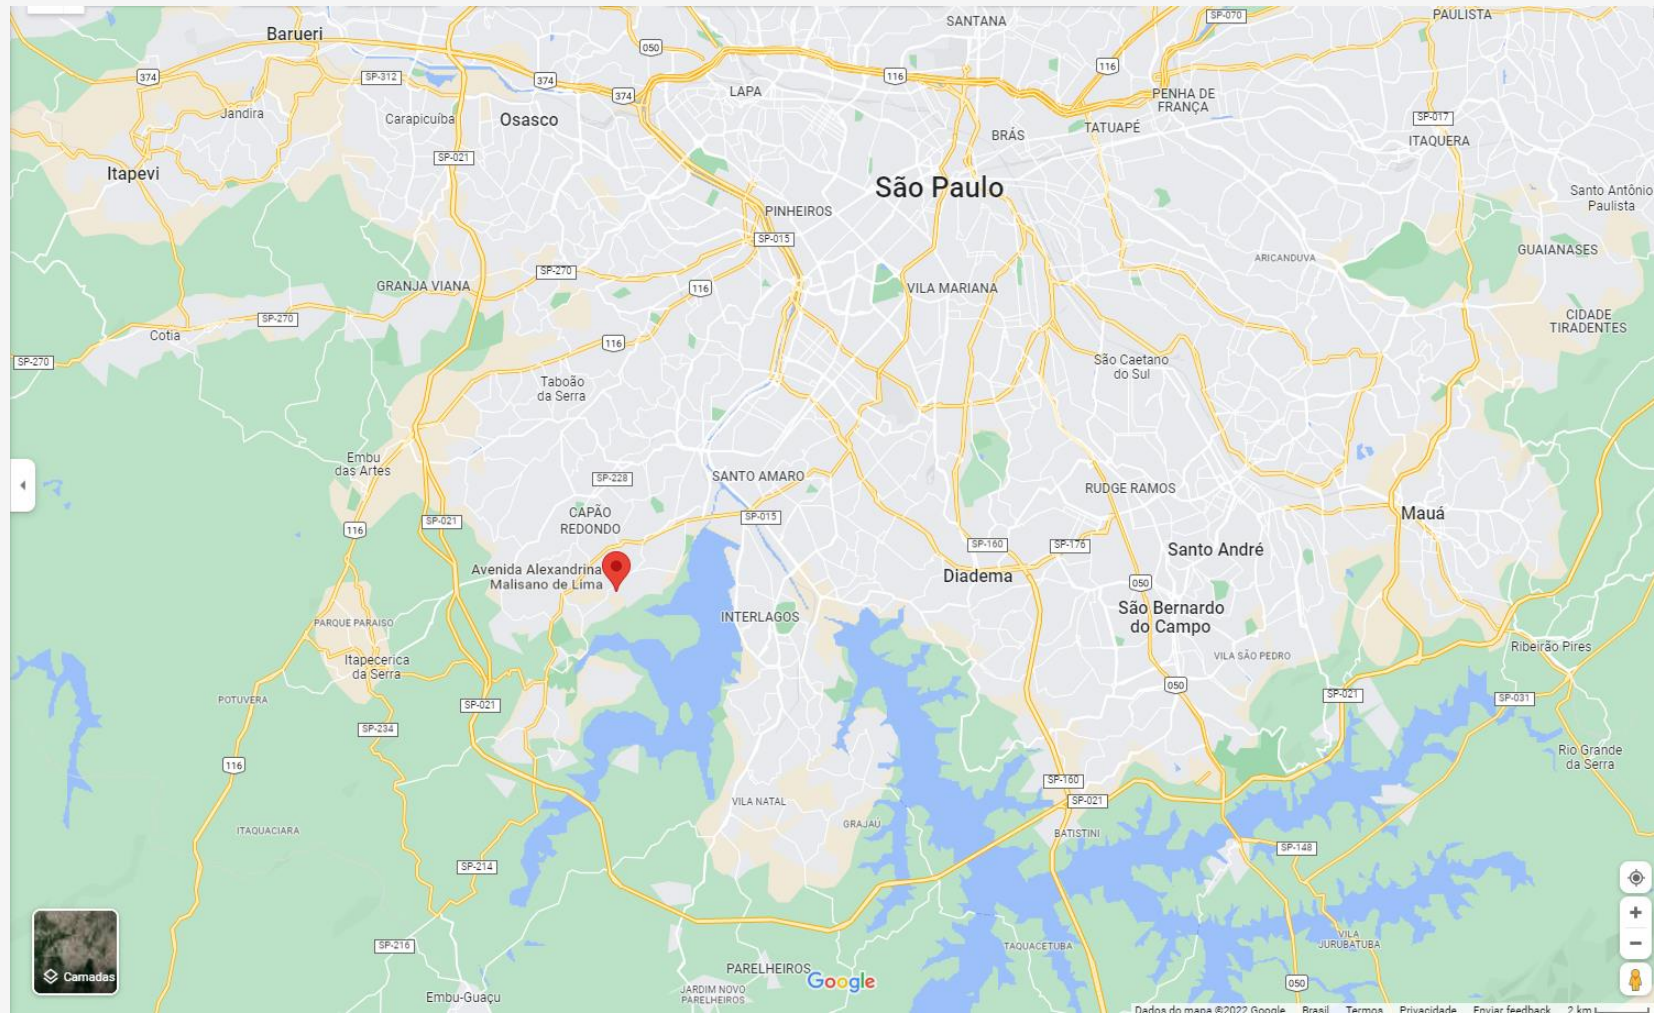 SANTANA
SP-070
PAULISTA
Barueri
050
374
SP-312
374
116
116
LAPA
374
PENHA DE
FRANÇA
Jandira
Carapicuíba
Osasco
SP-017
BRÁS
TATUAPÉ
ITAQUERA
SP-021
Itapevi
São Paulo
Santo Antônio
Paulista
PINHEIROS
SP-015
GUAIANASES
ARICANDUVA
SP-270
GRANJA VIANA
116
VILA MARIANA
SP-270
CIDADE
TIRADENTES
Cotia
116
SP-270
São Caetano
do Sul
Taboão
da Serra
Embu
das Artes
SP-228
SANTO AMARO
RUDGE RAMOS
CAPÃO
REDONDO
SP-015
Mauá
116
SP-021
SP-160
SP-176
Santo André
Avenida Alexandrina
Malisano de Lima
Diadema
050
São Bernardo
do Campo
INTERLAGOS
PARQUE PARAISO
Ribeirão Pires
VILA SÃO PEDRO
Itapecerica
da Serra
050
SP-021
SP-031
POTUVERA
SP-021
SP-234
Rio Grande
da Serra
116
SP-160
SP-021
VILA NATAL
GRAJAÚ
ITAQUACIARA
BATISTINI
SP-148
SP-214
VILA
JURUBATUBA
SP-216
TAQUACETUBA
Camadas
PARELHEIROS
Google
050
JARDIM NOVO
PARELHEIROS
Embu-Guaçu
Dados do mapa ©2022 Google Brasil Termos Privacidade Enviar feedback 2 km